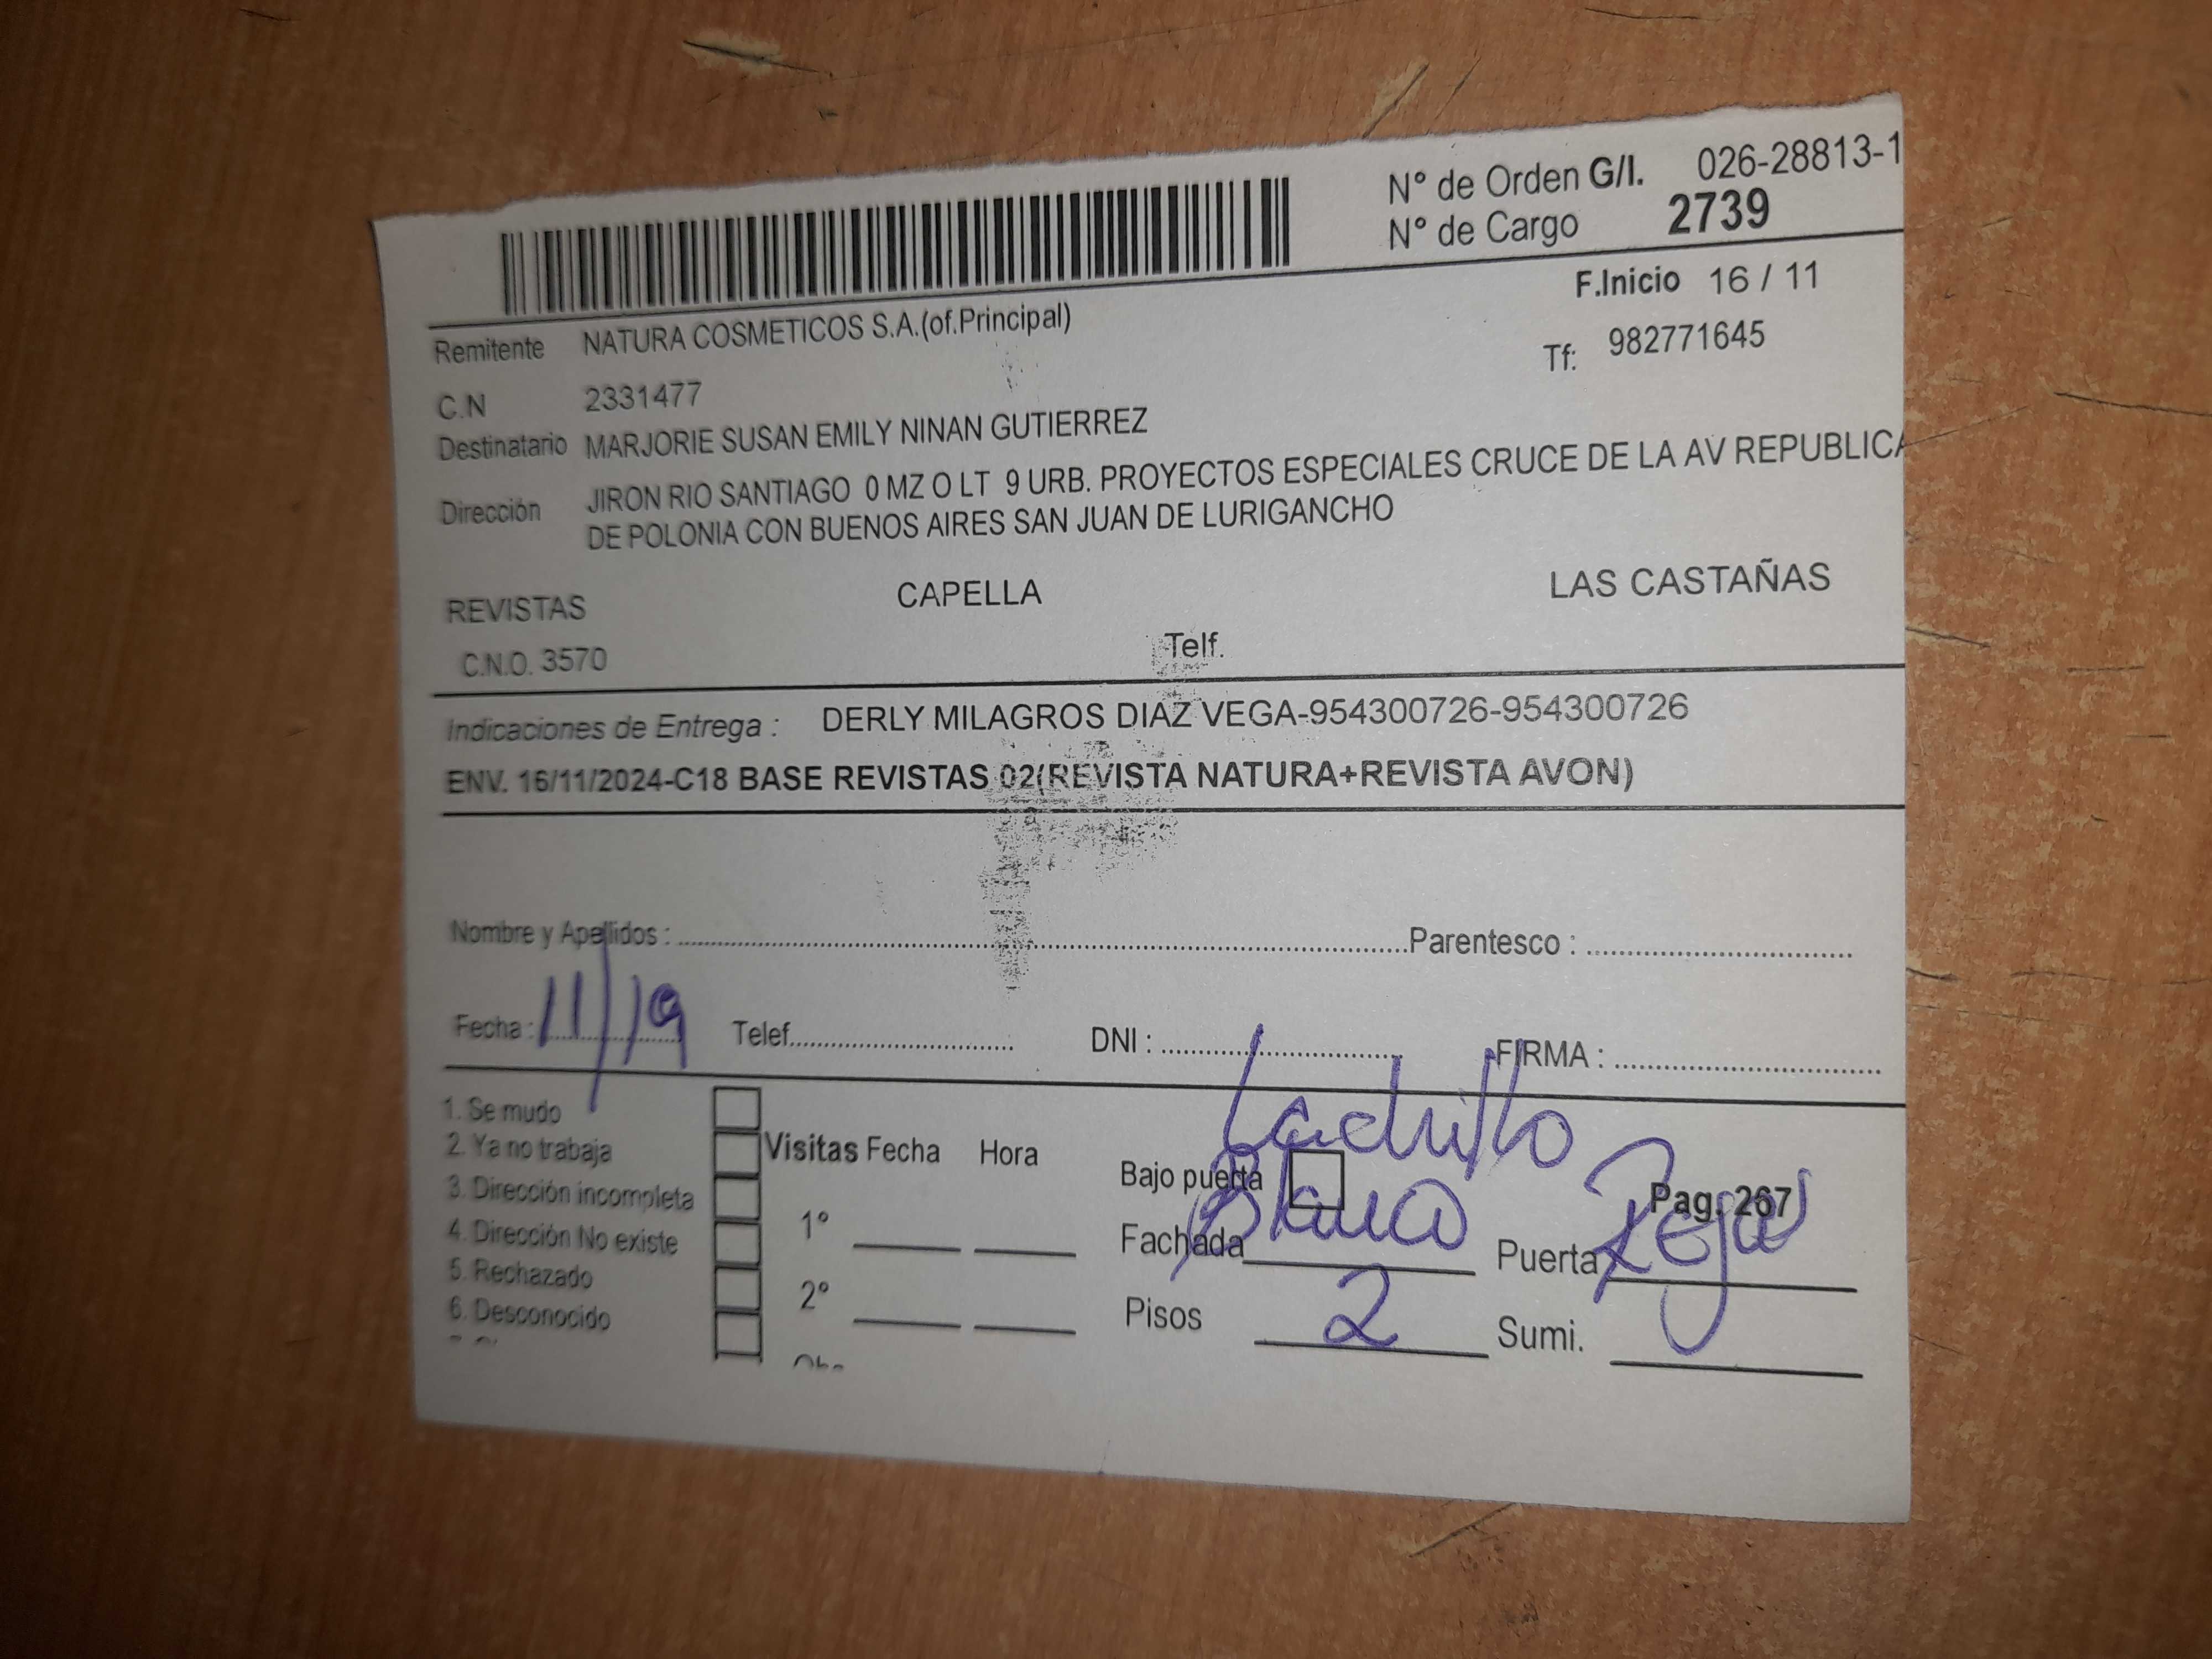 N° de Orden G/I. 026-28813-1
N° de Cargo 2739
F.Inicio 16 / 11
Remitente NATURA COSMETICOS S.A.(of.Principal)
Tf: 982771645
C.N 2331477
Destinatario MARJORIE SUSAN EMILY NINAN GUTIERREZ
Dirección JIRON RIO SANTIAGO 0 MZ O LT 9 URB. PROYECTOS ESPECIALES CRUCE DE LA AV REPUBLICA
DE POLONIA CON BUENOS AIRES SAN JUAN DE LURIGANCHO
REVISTAS CAPELLA LAS CASTAÑAS
C.N.O. 3570 Telf.
Indicaciones de Entrega : DERLY MILAGROS DIAZ VEGA-954300726-954300726
ENV. 16/11/2024-C18 BASE REVISTAS 02(REVISTA NATURA+REVISTA AVON)
Nombre y Apellidos : Parentesco :
Fecha : 11/19 Telef. DNI : FIRMA :
1. Se mudo
2. Ya no trabaja
3. Dirección incompleta
4. Dirección No existe
5. Rechazado
6. Desconocido
Visitas Fecha Hora
1°
2°
Ladrillo
Bajo puerta Pag. 267
Fachada Blanco Puerta Reja
Pisos 2 Sumi.